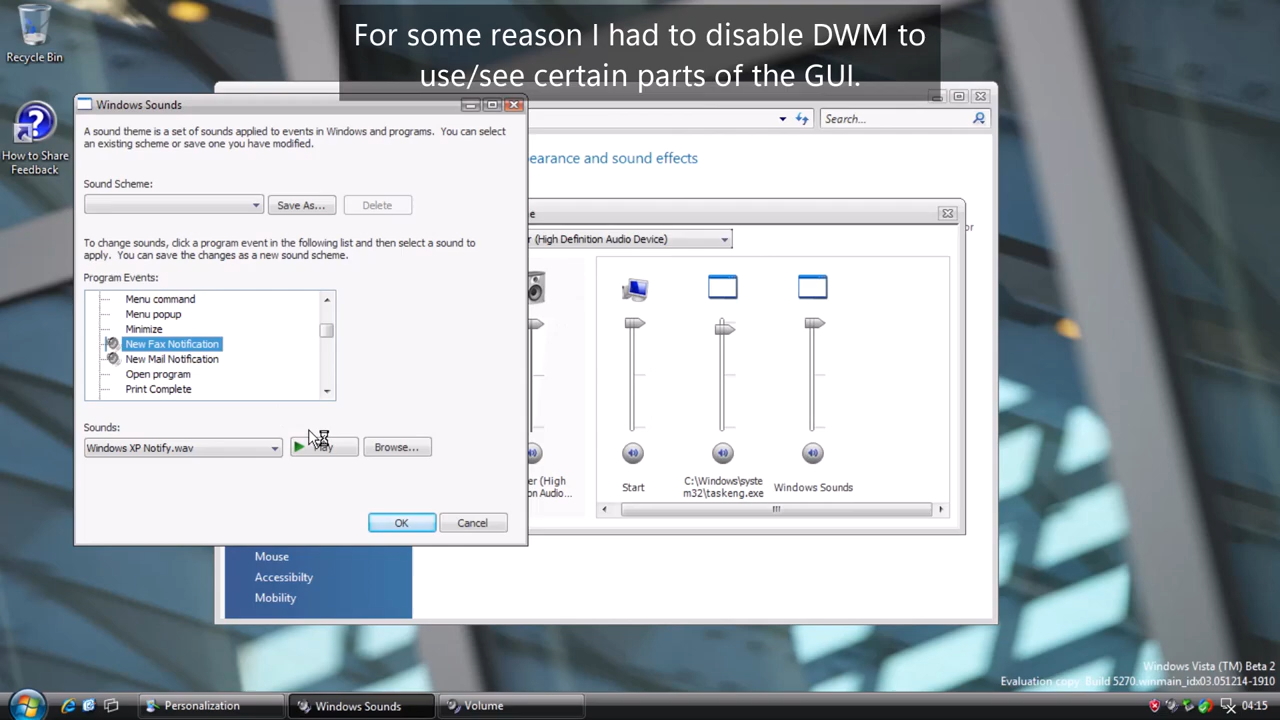 For some reason I had to disable DWM to
use/see certain parts of the GUI.
Recycle Bin
How to Share
Feedback
Windows Sounds
A sound theme is a set of sounds applied to events in Windows and programs. You can select
an existing scheme or save one you have modified.
Sound Scheme:
Save As...
Delete
To change sounds, click a program event in the following list and then select a sound to
apply. You can save the changes as a new sound scheme.
Program Events:
Menu command
Menu popup
Minimize
New Fax Notification
New Mail Notification
Open program
Print Complete
Sounds:
Windows XP Notify.wav
Play
Browse...
OK
Cancel
Search...
earance and sound effects
or
e
r (High Definition Audio Device)
er (High
on Audio...
Start
C:\Windows\syste
m32\taskeng.exe
Windows Sounds
Mouse
Accessibilty
Mobility
Windows Vista (TM) Beta 2
Evaluation copy. Build 5270.winmain_idx03.051214-1910
Personalization
Windows Sounds
Volume
04:15